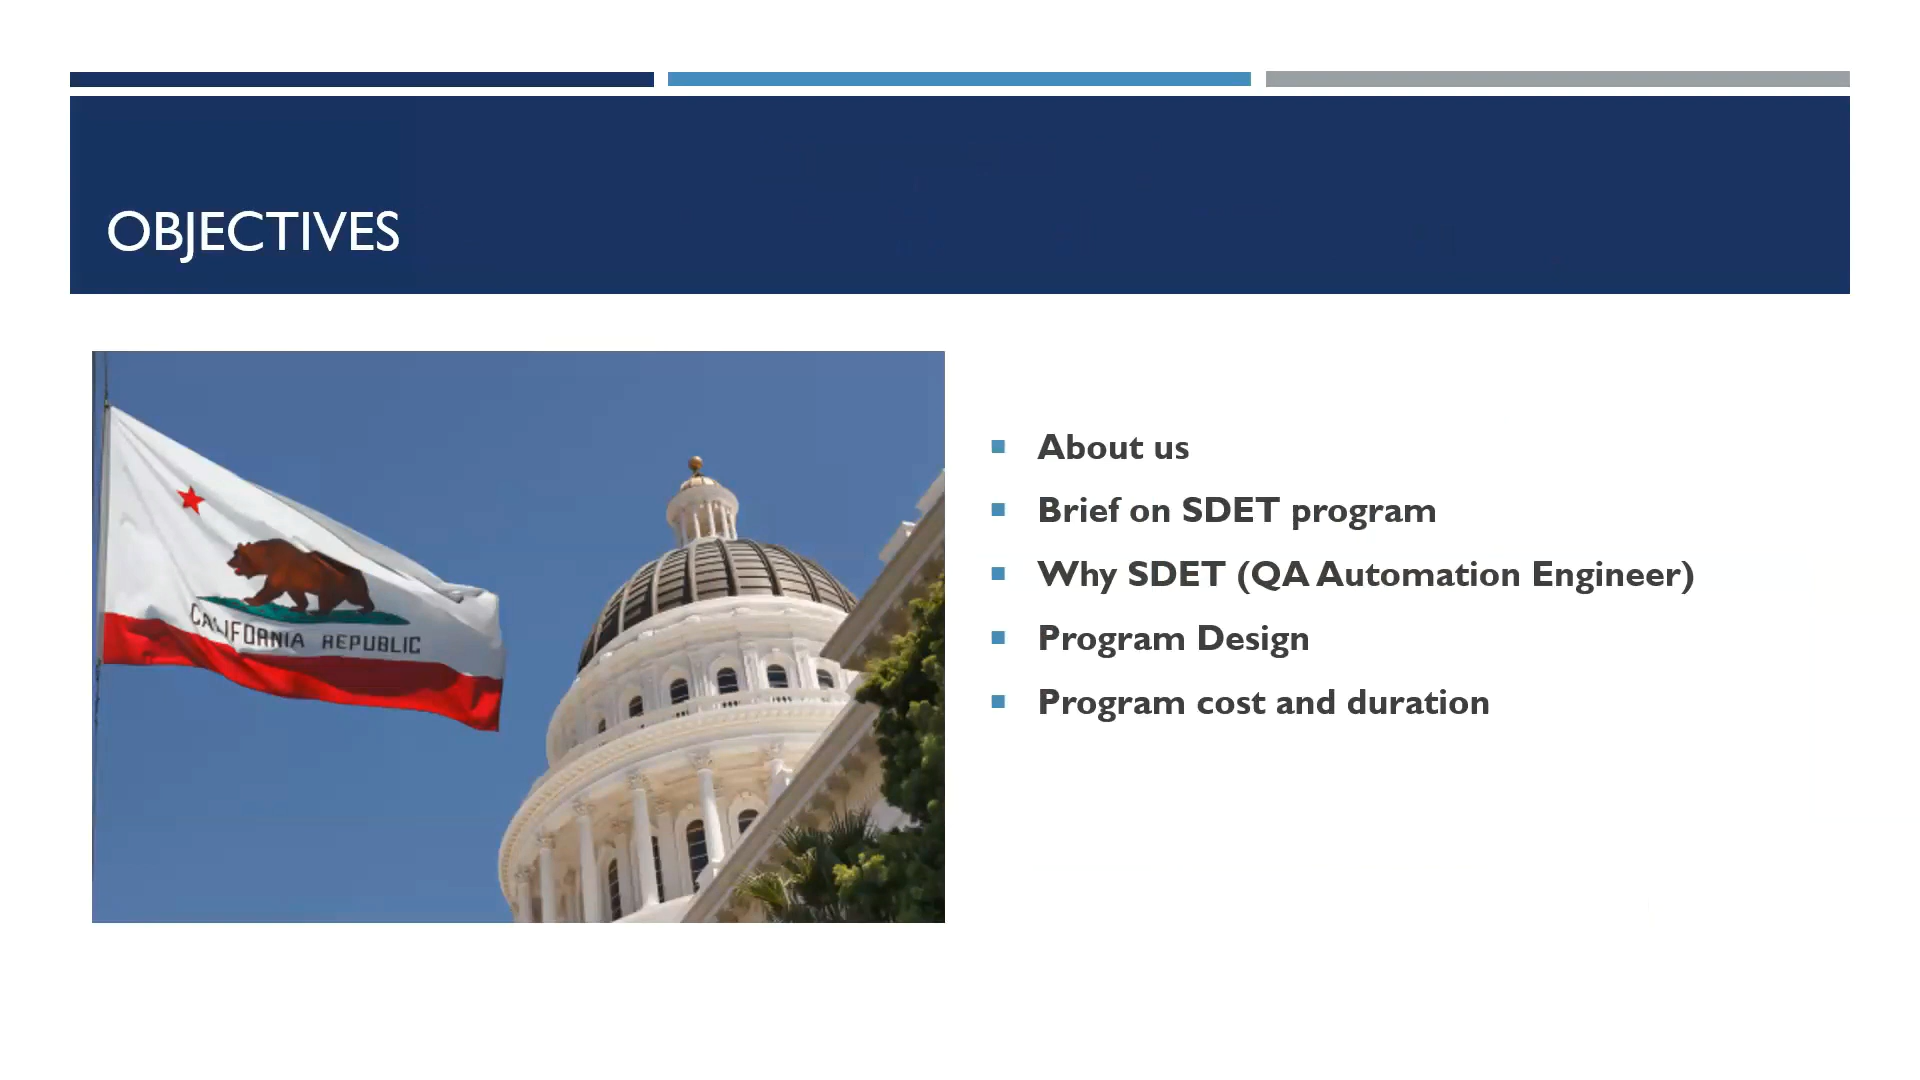 OBJECTIVES
CALIFORNIA REPUBLIC
About us
Brief on SDET program
Why SDET (QA Automation Engineer)
Program Design
Program cost and duration